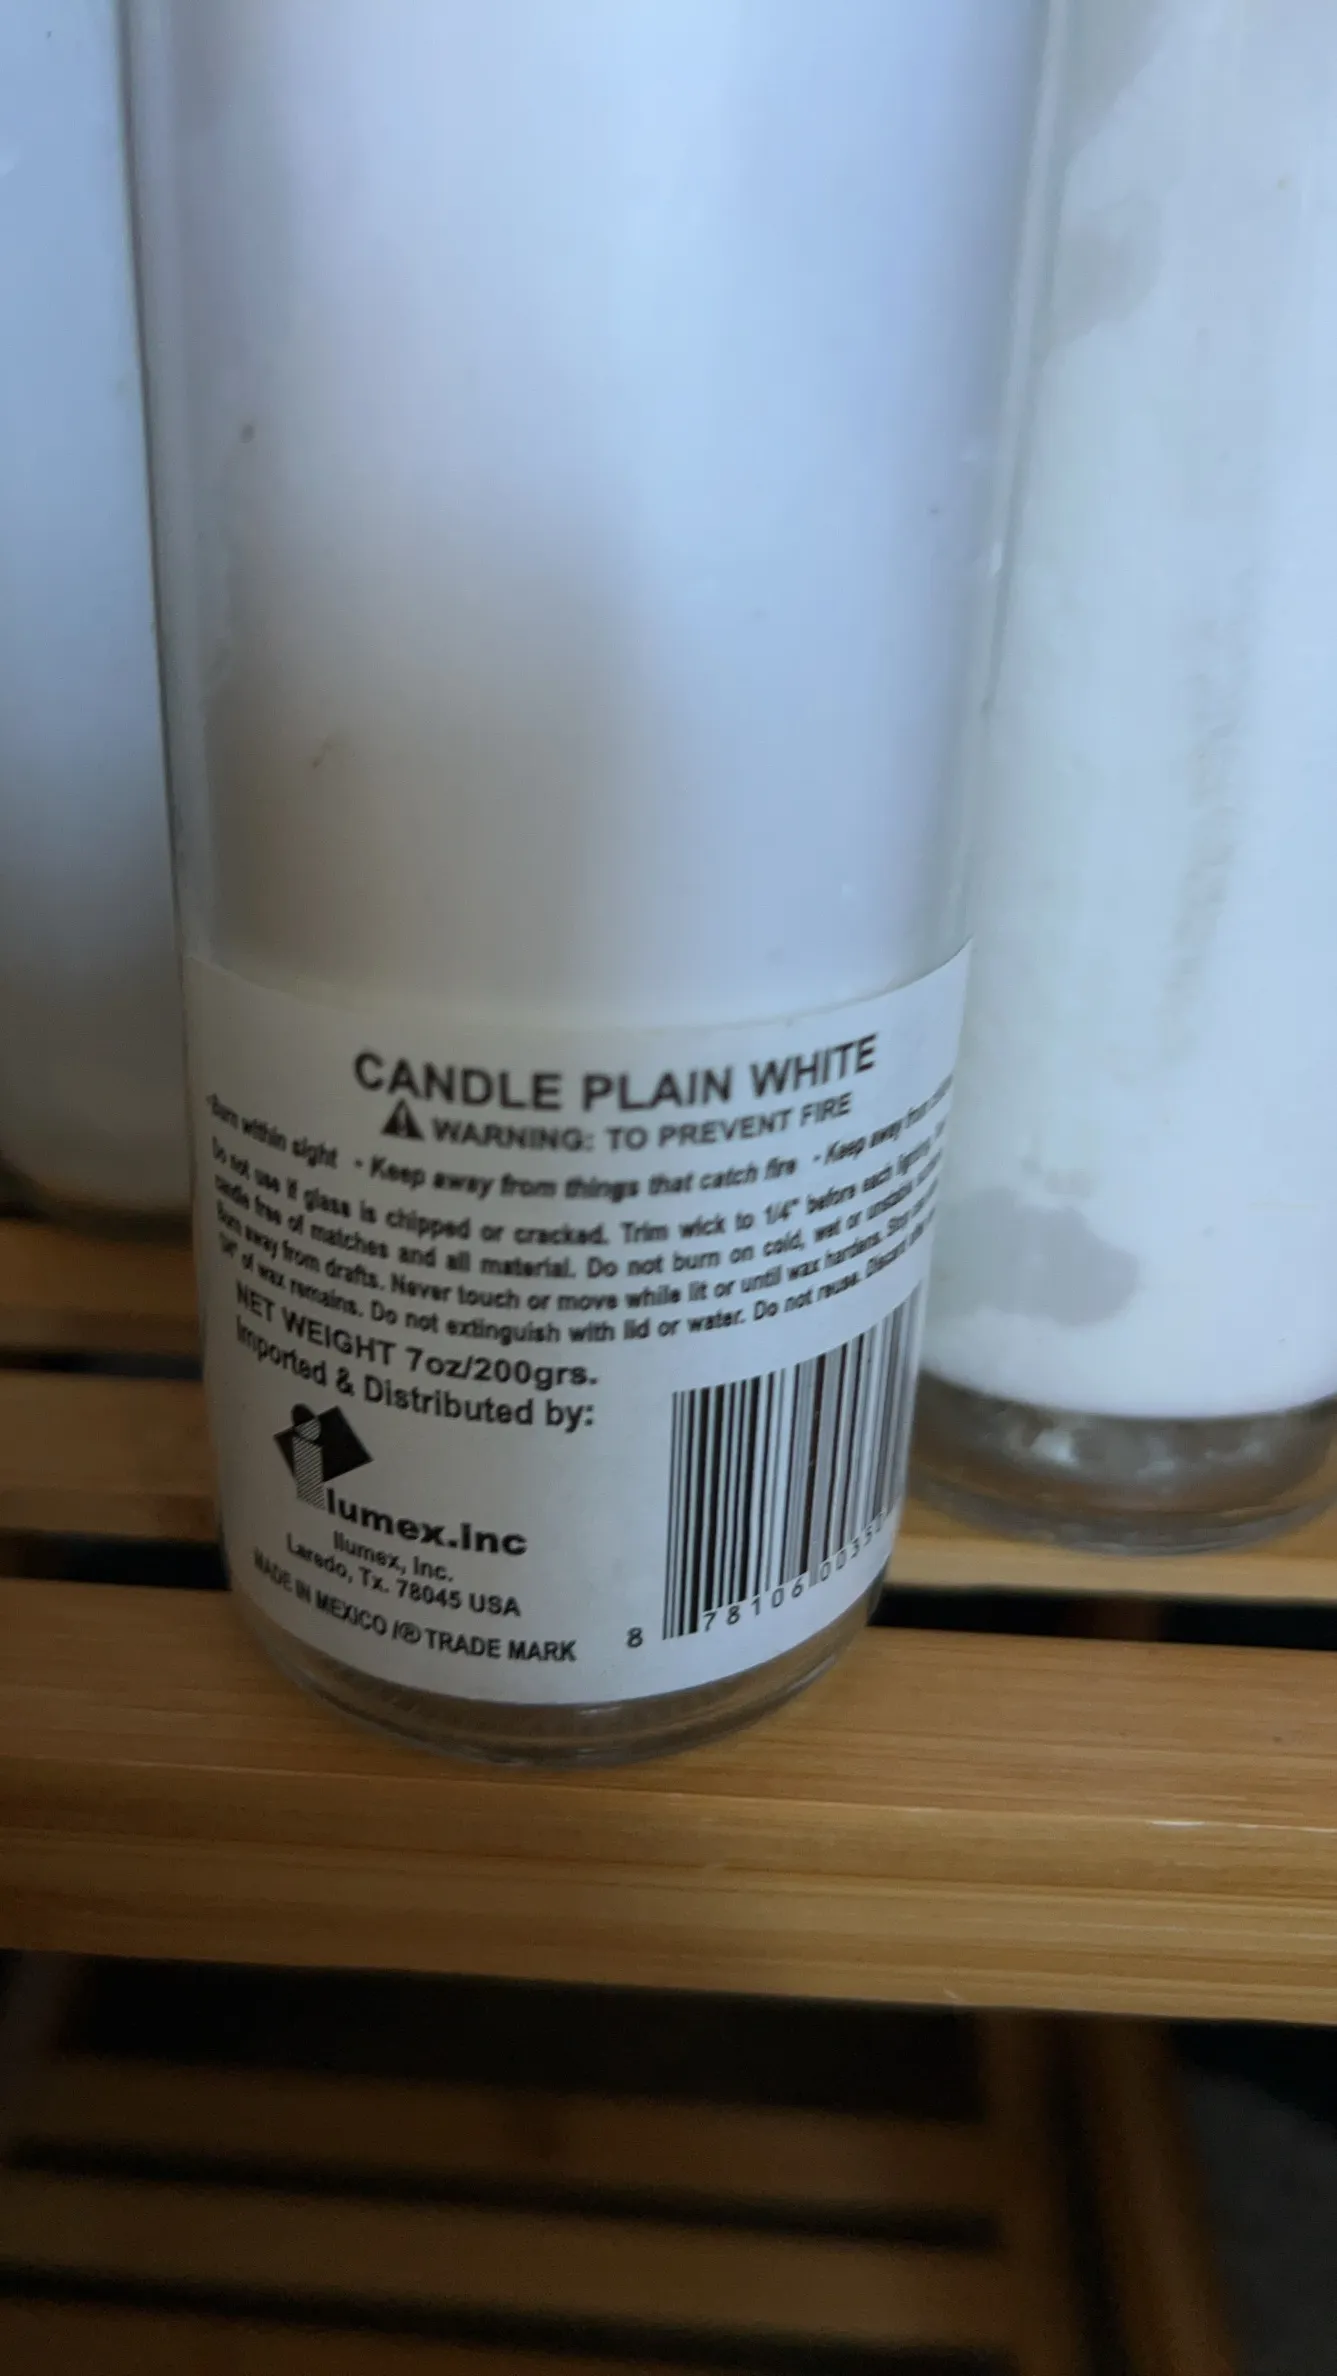 CANDLE PLAIN WHITE
WARNING: TO PREVENT FIRE
-Burn within sight - Keep away from things that catch fire - Keep away from
Do not use if glass is chipped or cracked. Trim wick to 1/4" before each lighting.
candle free of matches and all material. Do not burn on cold, wet or unstable
Burn away from drafts. Never touch or move while lit or until wax hardens.
of wax remains. Do not extinguish with lid or water. Do not reuse. Discard
NET WEIGHT 7oz/200grs.
Imported & Distributed by:
ilumex.Inc
Ilumex, Inc.
Laredo, Tx. 78045 USA
MADE IN MEXICO /® TRADE MARK
8 78106 00350